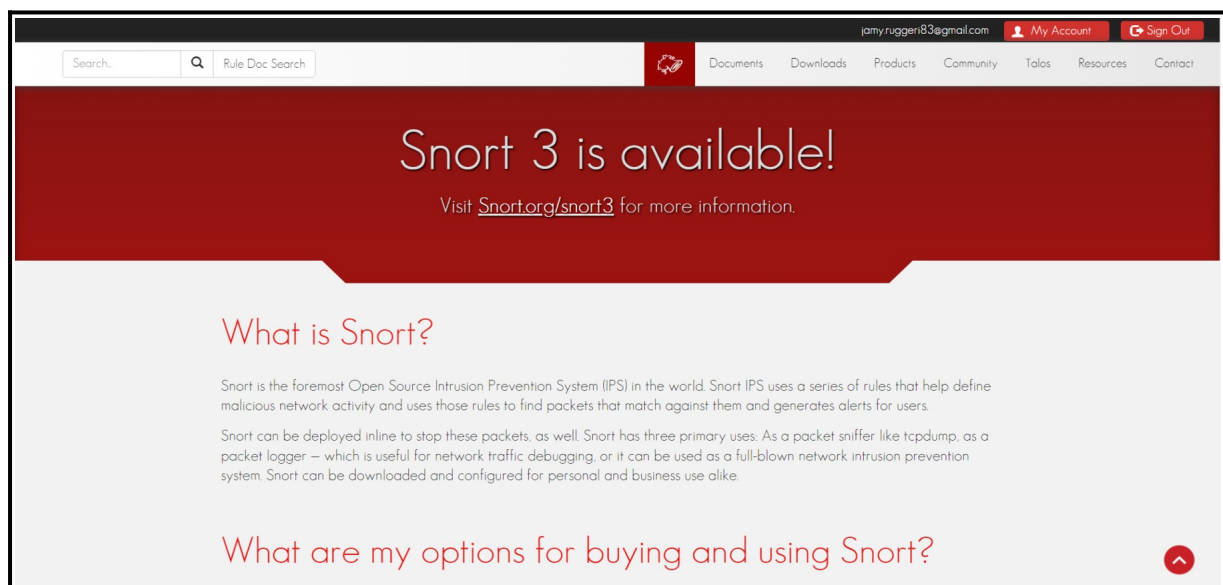 jamy.ruggeri83@gmail.com My Account Sign Out
Search.. Rule Doc Search Documents Downloads Products Community Talos Resources Contact
Snort 3 is available!
Visit Snort.org/snort3 for more information.
What is Snort?
Snort is the foremost Open Source Intrusion Prevention System (IPS) in the world. Snort IPS uses a series of rules that help define
malicious network activity and uses those rules to find packets that match against them and generates alerts for users.
Snort can be deployed inline to stop these packets, as well. Snort has three primary uses: As a packet sniffer like tcpdump, as a
packet logger — which is useful for network traffic debugging, or it can be used as a full-blown network intrusion prevention
system. Snort can be downloaded and configured for personal and business use alike.
What are my options for buying and using Snort?